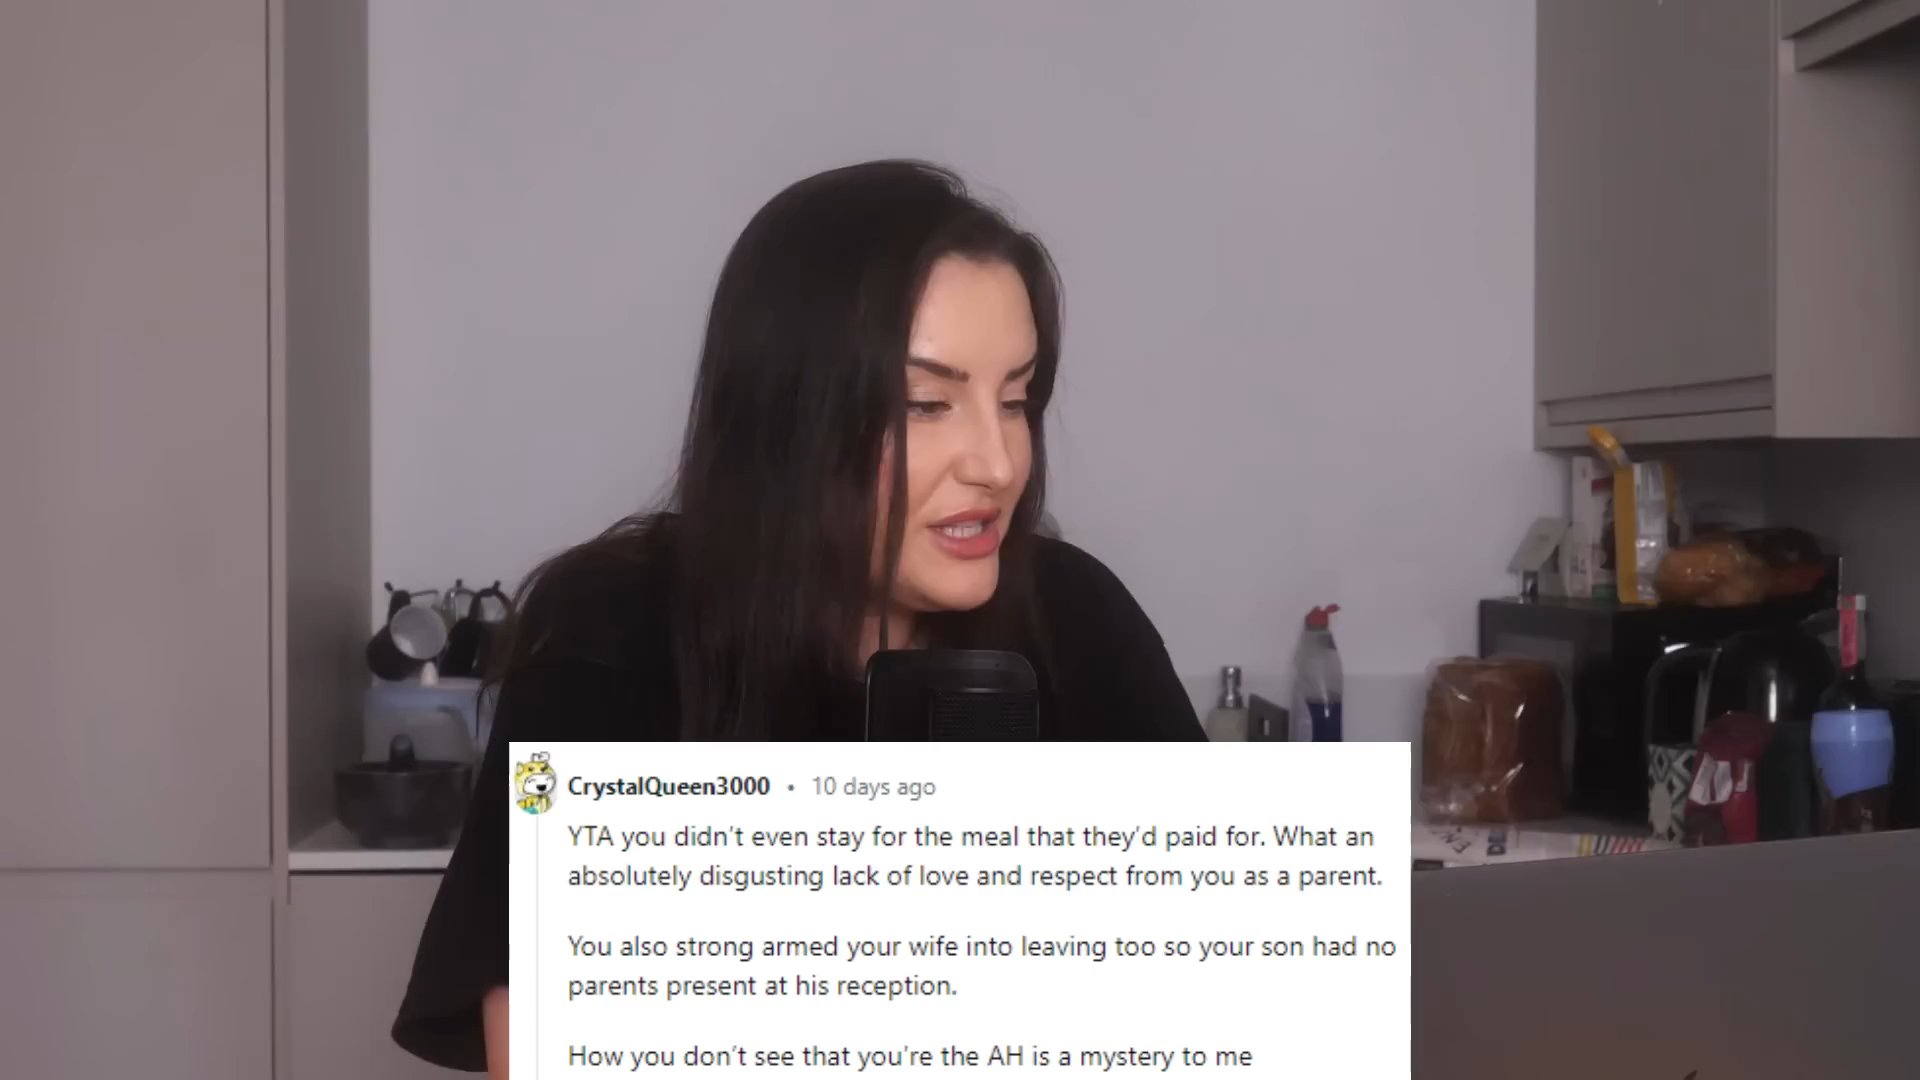 CrystalQueen3000 • 10 days ago
YTA you didn't even stay for the meal that they'd paid for. What an
absolutely disgusting lack of love and respect from you as a parent.
You also strong armed your wife into leaving too so your son had no
parents present at his reception.
How you don't see that you're the AH is a mystery to me